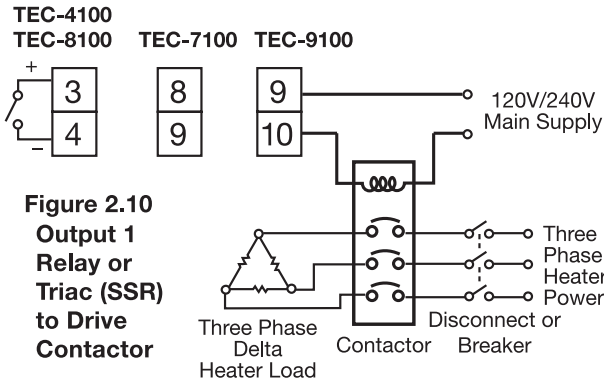 TEC-4100
TEC-8100 TEC-7100 TEC-9100
+
3 8 9
4 9 10
–
120V/240V
Main Supply
Figure 2.10
Output 1
Relay or
Triac (SSR)
to Drive
Contactor
Three Phase
Delta
Heater Load
Contactor
Disconnect or
Breaker
Three
Phase
Heater
Power